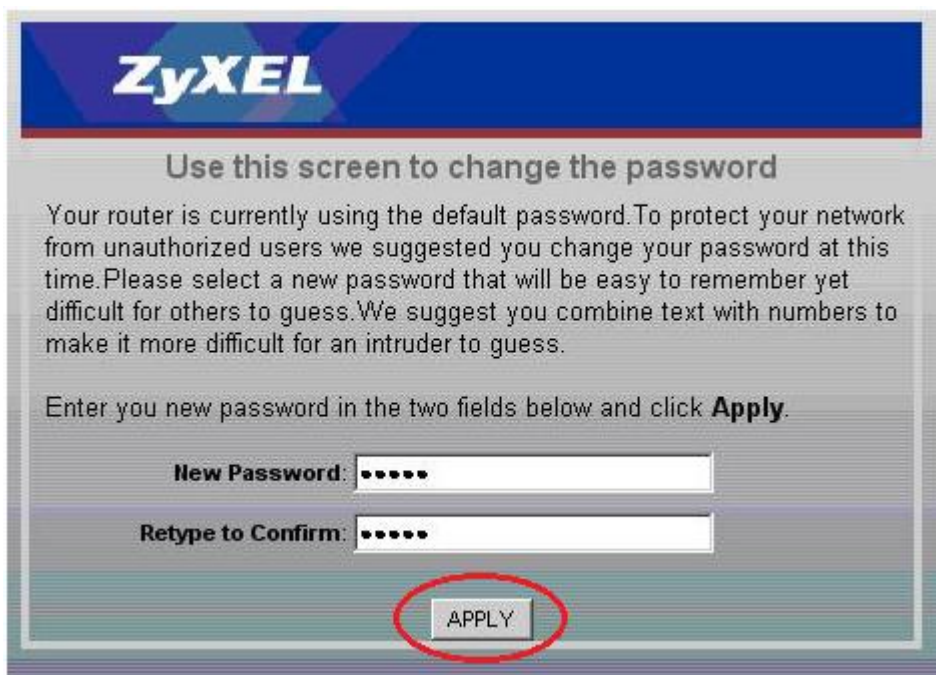 ZyXEL
Use this screen to change the password
Your router is currently using the default password.To protect your network
from unauthorized users we suggested you change your password at this
time.Please select a new password that will be easy to remember yet
difficult for others to guess.We suggest you combine text with numbers to
make it more difficult for an intruder to guess.
Enter you new password in the two fields below and click Apply.
New Password: •••••
Retype to Confirm: •••••
APPLY